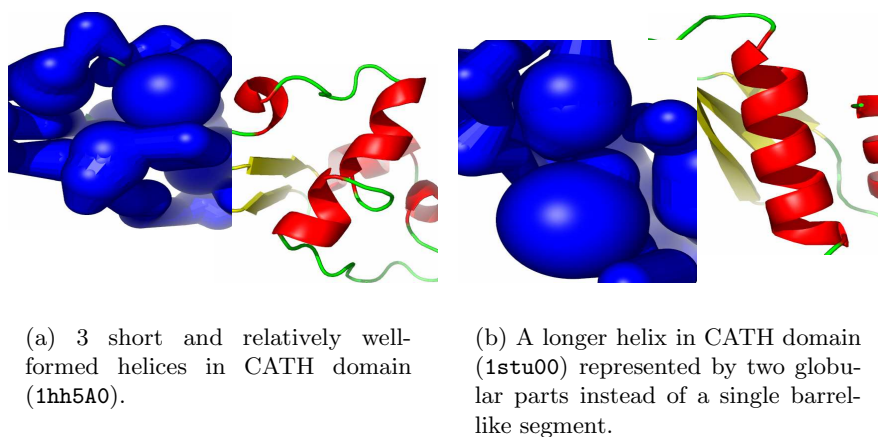 (a) 3 short and relatively well-
formed helices in CATH domain
(1hh5A0).
(b) A longer helix in CATH domain
(1stu00) represented by two globu-
lar parts instead of a single barrel-
like segment.